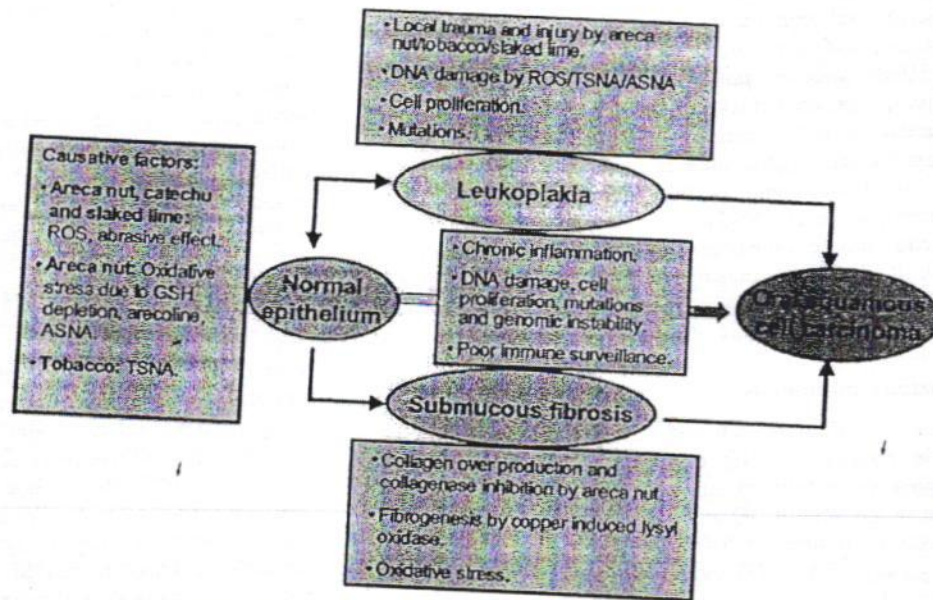 • Local trauma and injury by areca
nut/tobacco/slaked lime.
• DNA damage by ROS/TSNA/ASNA
• Cell proliferation.
• Mutations.
Causative factors:
• Areca nut, catechu
and slaked lime:
ROS, abrasive effect.
• Areca nut: Oxidative
stress due to GSH
depletion, arecoline,
ASNA.
• Tobacco: TSNA.
Leukoplakia
Normal
epithelium
• Chronic inflammation.
• DNA damage, cell
proliferation, mutations
and genomic instability.
• Poor immune surveillance.
Oral squamous
cell carcinoma
Submucous fibrosis
• Collagen over production and
collagenase inhibition by areca nut.
• Fibrogenesis by copper induced lysyl
oxidase.
• Oxidative stress.